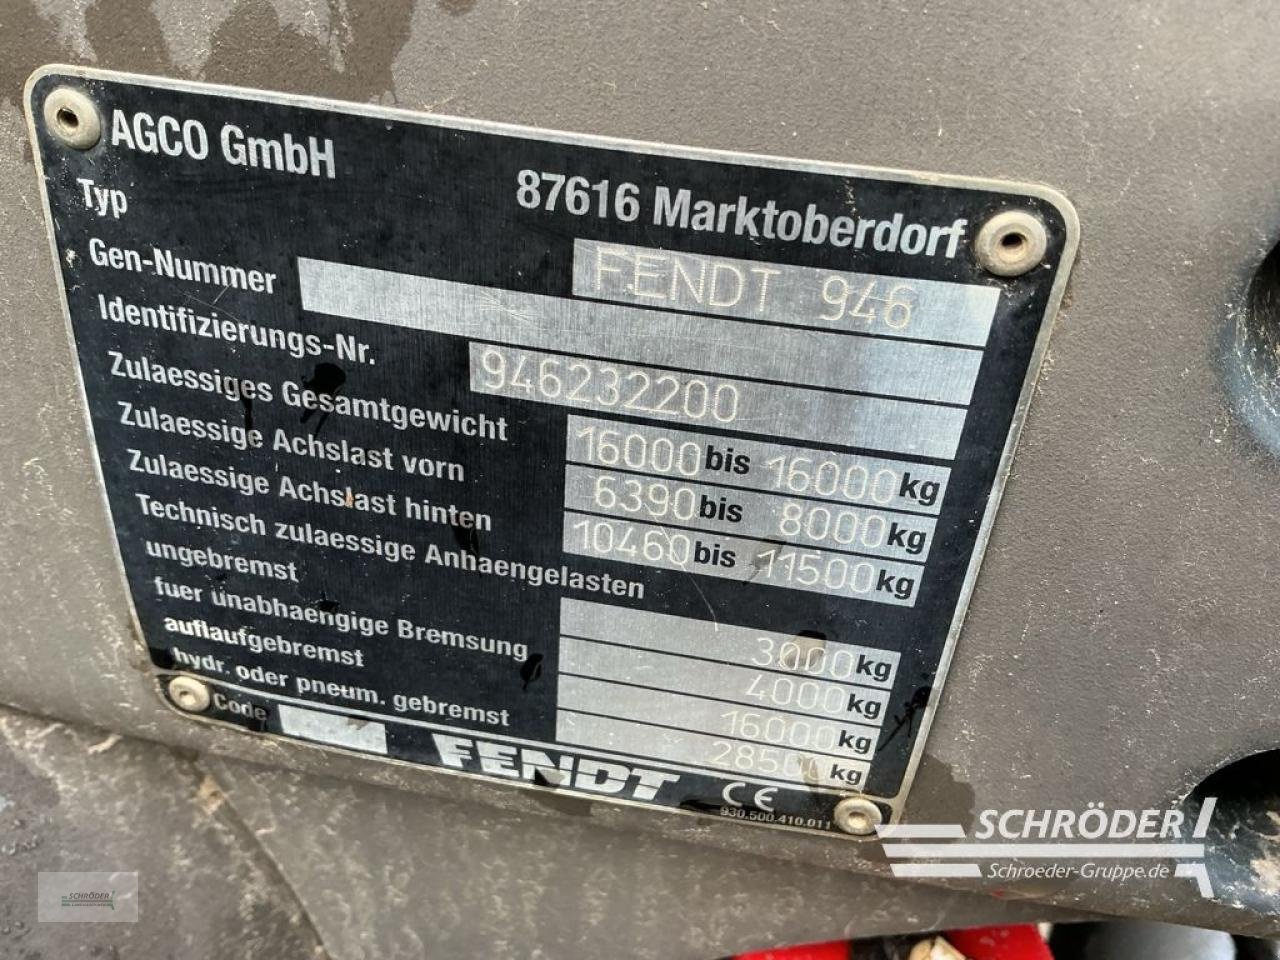 AGCO GmbH
87616 Marktoberdorf
Typ FENDT 946
Gen-Nummer
Identifizierungs-Nr. 946232200
Zulaessiges Gesamtgewicht 16000 bis 16000 kg
Zulaessige Achslast vorn 6390 bis 8000 kg
Zulaessige Achslast hinten 10460 bis 11500 kg
Technisch zulaessige Anhaengelasten
ungebremst 3000 kg
fuer unabhaengige Bremsung 4000 kg
auflaufgebremst 16000 kg
hydr. oder pneum. gebremst 28500 kg
Code
FENDT
CE
930.500.410.011
SCHRÖDER
Schroeder-Gruppe.de
SCHRÖDER